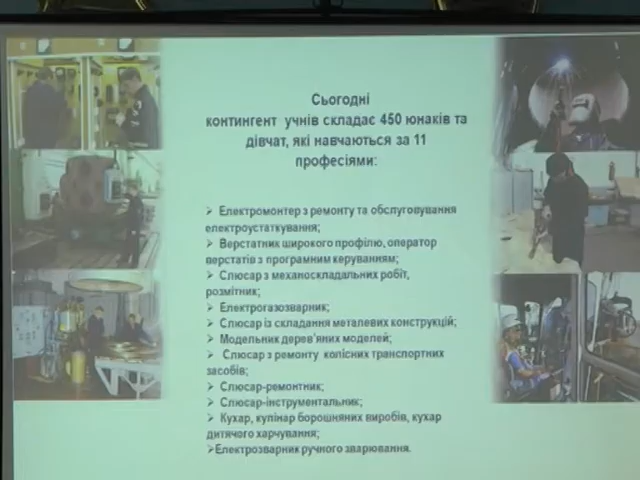 Сьогодні
контингент учнів складає 450 юнаків та
дівчат, які навчаються за 11
професіями:
➢ Електромонтер з ремонту та обслуговування
електроустаткування;
➢ Верстатник широкого профілю, оператор
верстатів з програмним керуванням;
➢ Слюсар з механоскладальних робіт,
розмітник;
➢ Електрогазозварник;
➢ Слюсар із складання металевих конструкцій;
➢ Модельник дерев'яних моделей;
➢ Слюсар з ремонту колісних транспортних
засобів;
➢ Слюсар-ремонтник;
➢ Слюсар-інструментальник;
➢ Кухар, кулінар борошняних виробів, кухар
дитячого харчування;
➢Електрозварник ручного зварювання.